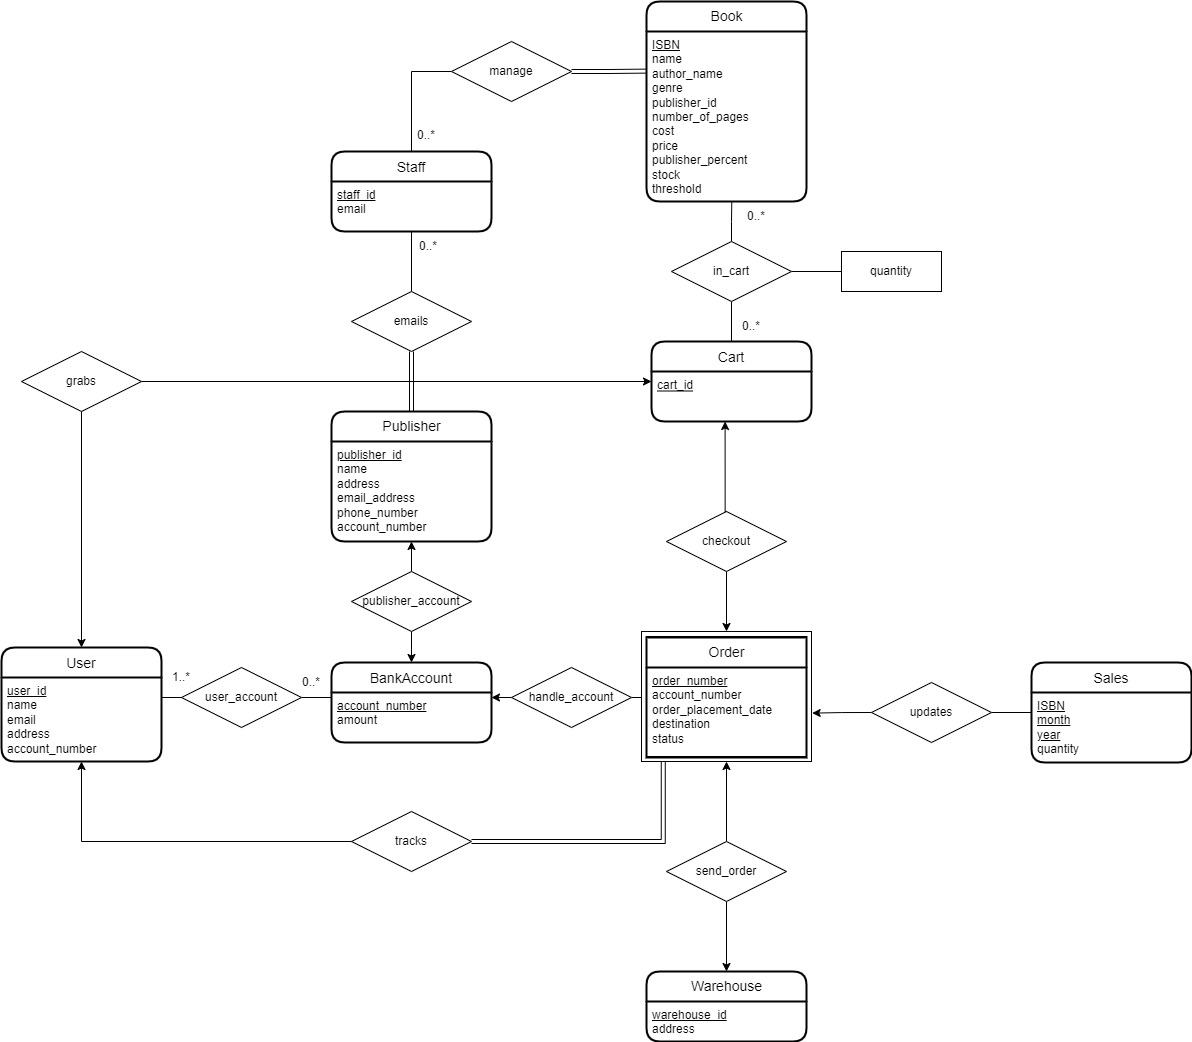 Book
ISBN
name
author_name
genre
publisher_id
number_of_pages
cost
price
publisher_percent
stock
threshold
manage
0..*
Staff
staff_id
email
0..*
0..*
in_cart
quantity
emails
0..*
Cart
cart_id
grabs
Publisher
publisher_id
name
address
email_address
phone_number
account_number
checkout
publisher_account
User
user_id
name
email
address
account_number
1..*
user_account
0..*
BankAccount
account_number
amount
handle_account
Order
order_number
account_number
order_placement_date
destination
status
updates
Sales
ISBN
month
year
quantity
tracks
send_order
Warehouse
warehouse_id
address